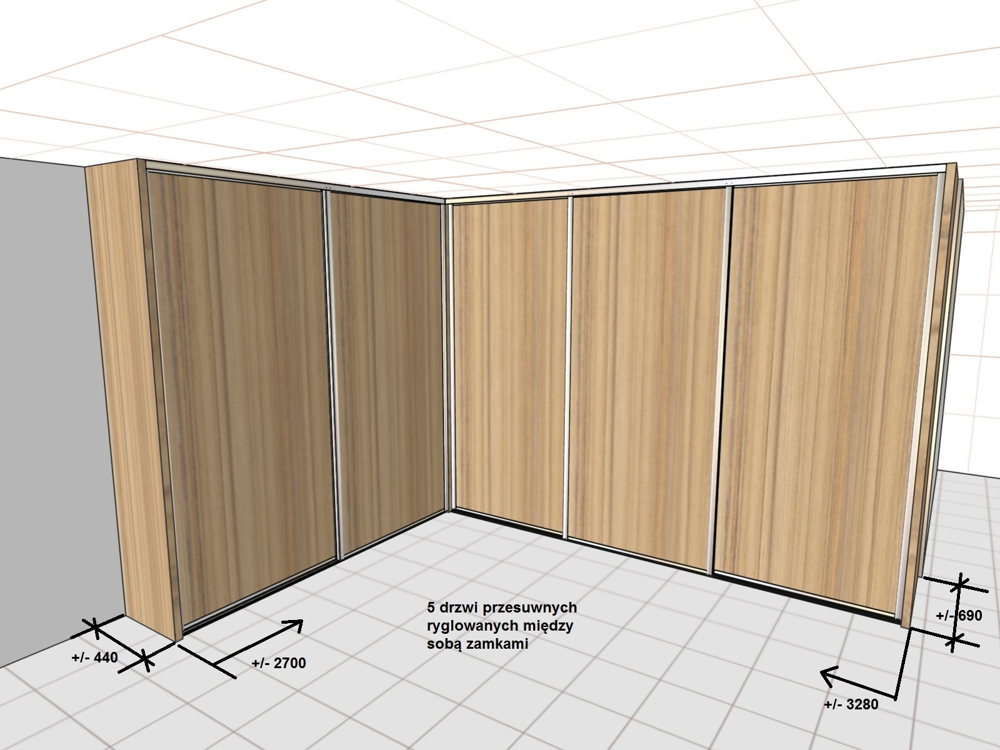 5 drzwi przesuwnych
ryglowanych między
sobą zamkami
+/- 690
+/- 440
+/- 2700
+/- 3280